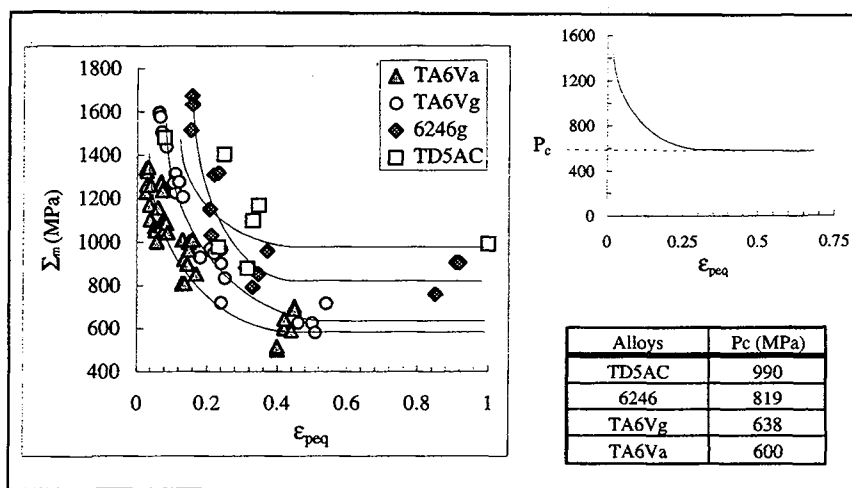 1800
1600
1400
1200
1000
800
600
400
Σm (MPa)
0
0.2
0.4
0.6
0.8
1
εpeq
TA6Va
TA6Vg
6246g
TD5AC
1600
1200
800
Pc
400
0
0
0.25
0.5
0.75
εpeq
Alloys Pc (MPa)
TD5AC 990
6246 819
TA6Vg 638
TA6Va 600